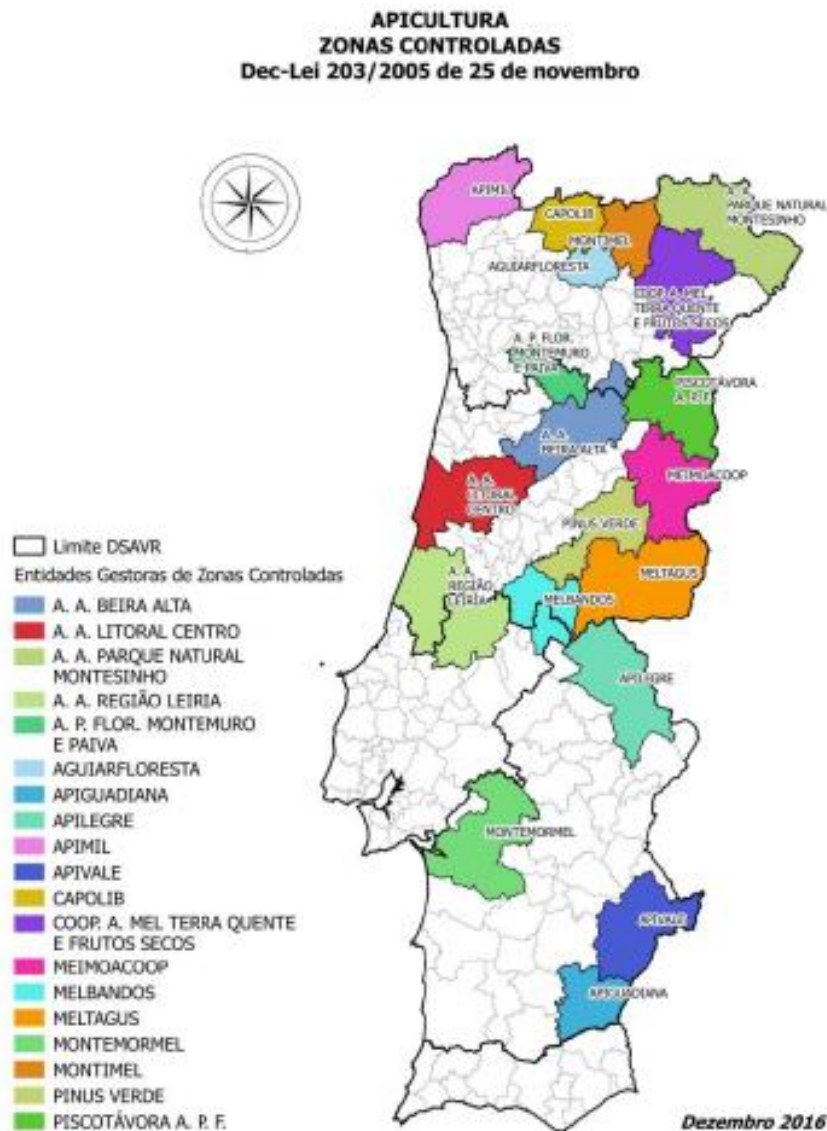 APICULTURA
ZONAS CONTROLADAS
Dec-Lei 203/2005 de 25 de novembro
APIMIL
A. A.
PARQUE NATURAL
MONTESINHO
CAPOLIB
MONTIMEL
AGUIARFLORESTA
COOP. A. MEL
TERRA QUENTE
E FRUTOS SECOS
A. P. FLOR.
MONTEMURO
E PAIVA
PISCOTÁVORA
A. P. F.
A. A.
BEIRA ALTA
MEIMOACOOP
A. A.
LITORAL
CENTRO
PINUS VERDE
MELTAGUS
A. A.
REGIÃO
LEIRIA
MELBANDOS
APILEGRE
MONTEMORMEL
APIVALE
APIGUADIANA
Limite DSAVR
Entidades Gestoras de Zonas Controladas
A. A. BEIRA ALTA
A. A. LITORAL CENTRO
A. A. PARQUE NATURAL
MONTESINHO
A. A. REGIÃO LEIRIA
A. P. FLOR. MONTEMURO
E PAIVA
AGUIARFLORESTA
APIGUADIANA
APILEGRE
APIMIL
APIVALE
CAPOLIB
COOP. A. MEL TERRA QUENTE
E FRUTOS SECOS
MEIMOACOOP
MELBANDOS
MELTAGUS
MONTEMORMEL
MONTIMEL
PINUS VERDE
PISCOTÁVORA A. P. F.
Dezembro 2016